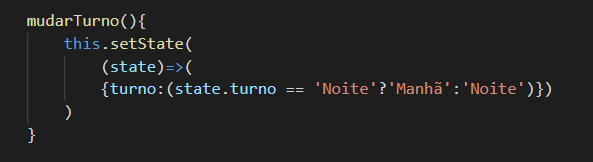 mudarTurno(){
this.setState(
(state)=>(
{turno:(state.turno == 'Noite'?'Manhã':'Noite')})
)
}